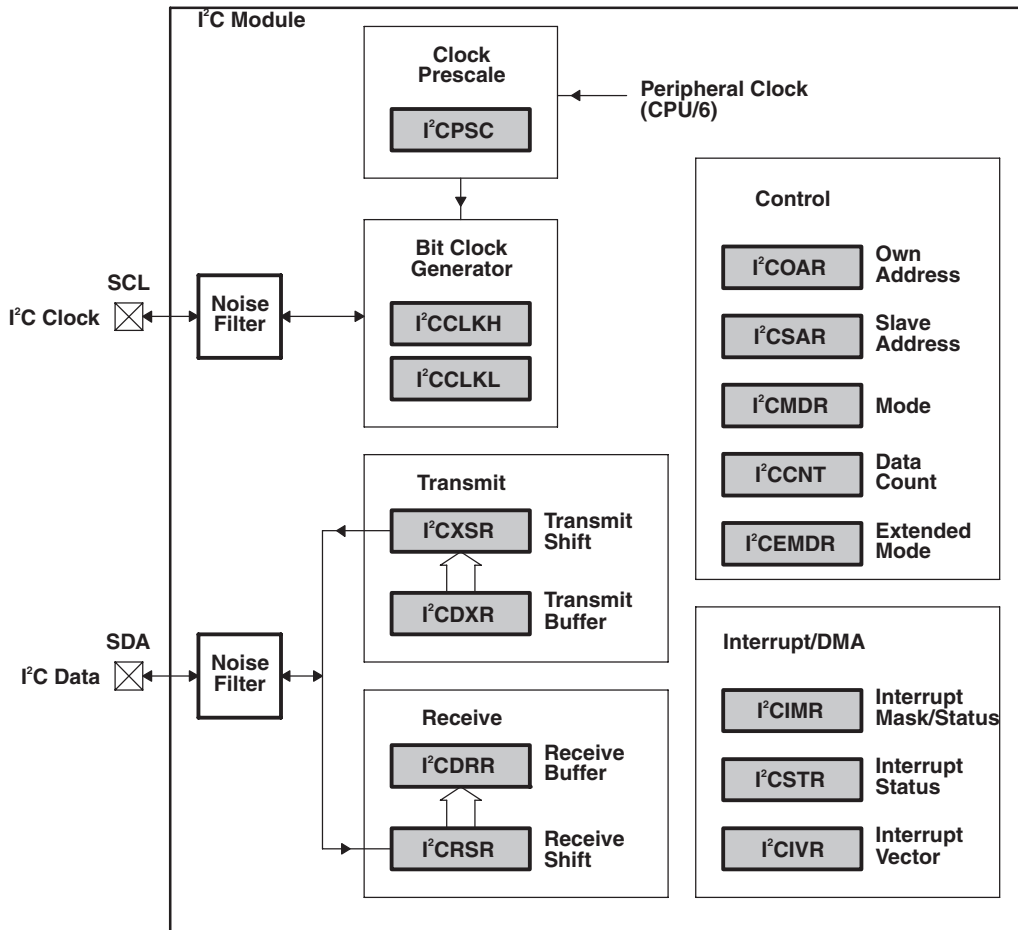 I²C Module
Clock
Prescale
I²CPSC
Peripheral Clock
(CPU/6)
Bit Clock
Generator
I²CCLKH
I²CCLKL
SCL
I²C Clock
Noise
Filter
Control
I²COAR
Own
Address
I²CSAR
Slave
Address
I²CMDR
Mode
I²CCNT
Data
Count
I²CEMDR
Extended
Mode
Transmit
I²CXSR
Transmit
Shift
I²CDXR
Transmit
Buffer
SDA
I²C Data
Noise
Filter
Receive
I²CDRR
Receive
Buffer
I²CRSR
Receive
Shift
Interrupt/DMA
I²CIMR
Interrupt
Mask/Status
I²CSTR
Interrupt
Status
I²CIVR
Interrupt
Vector